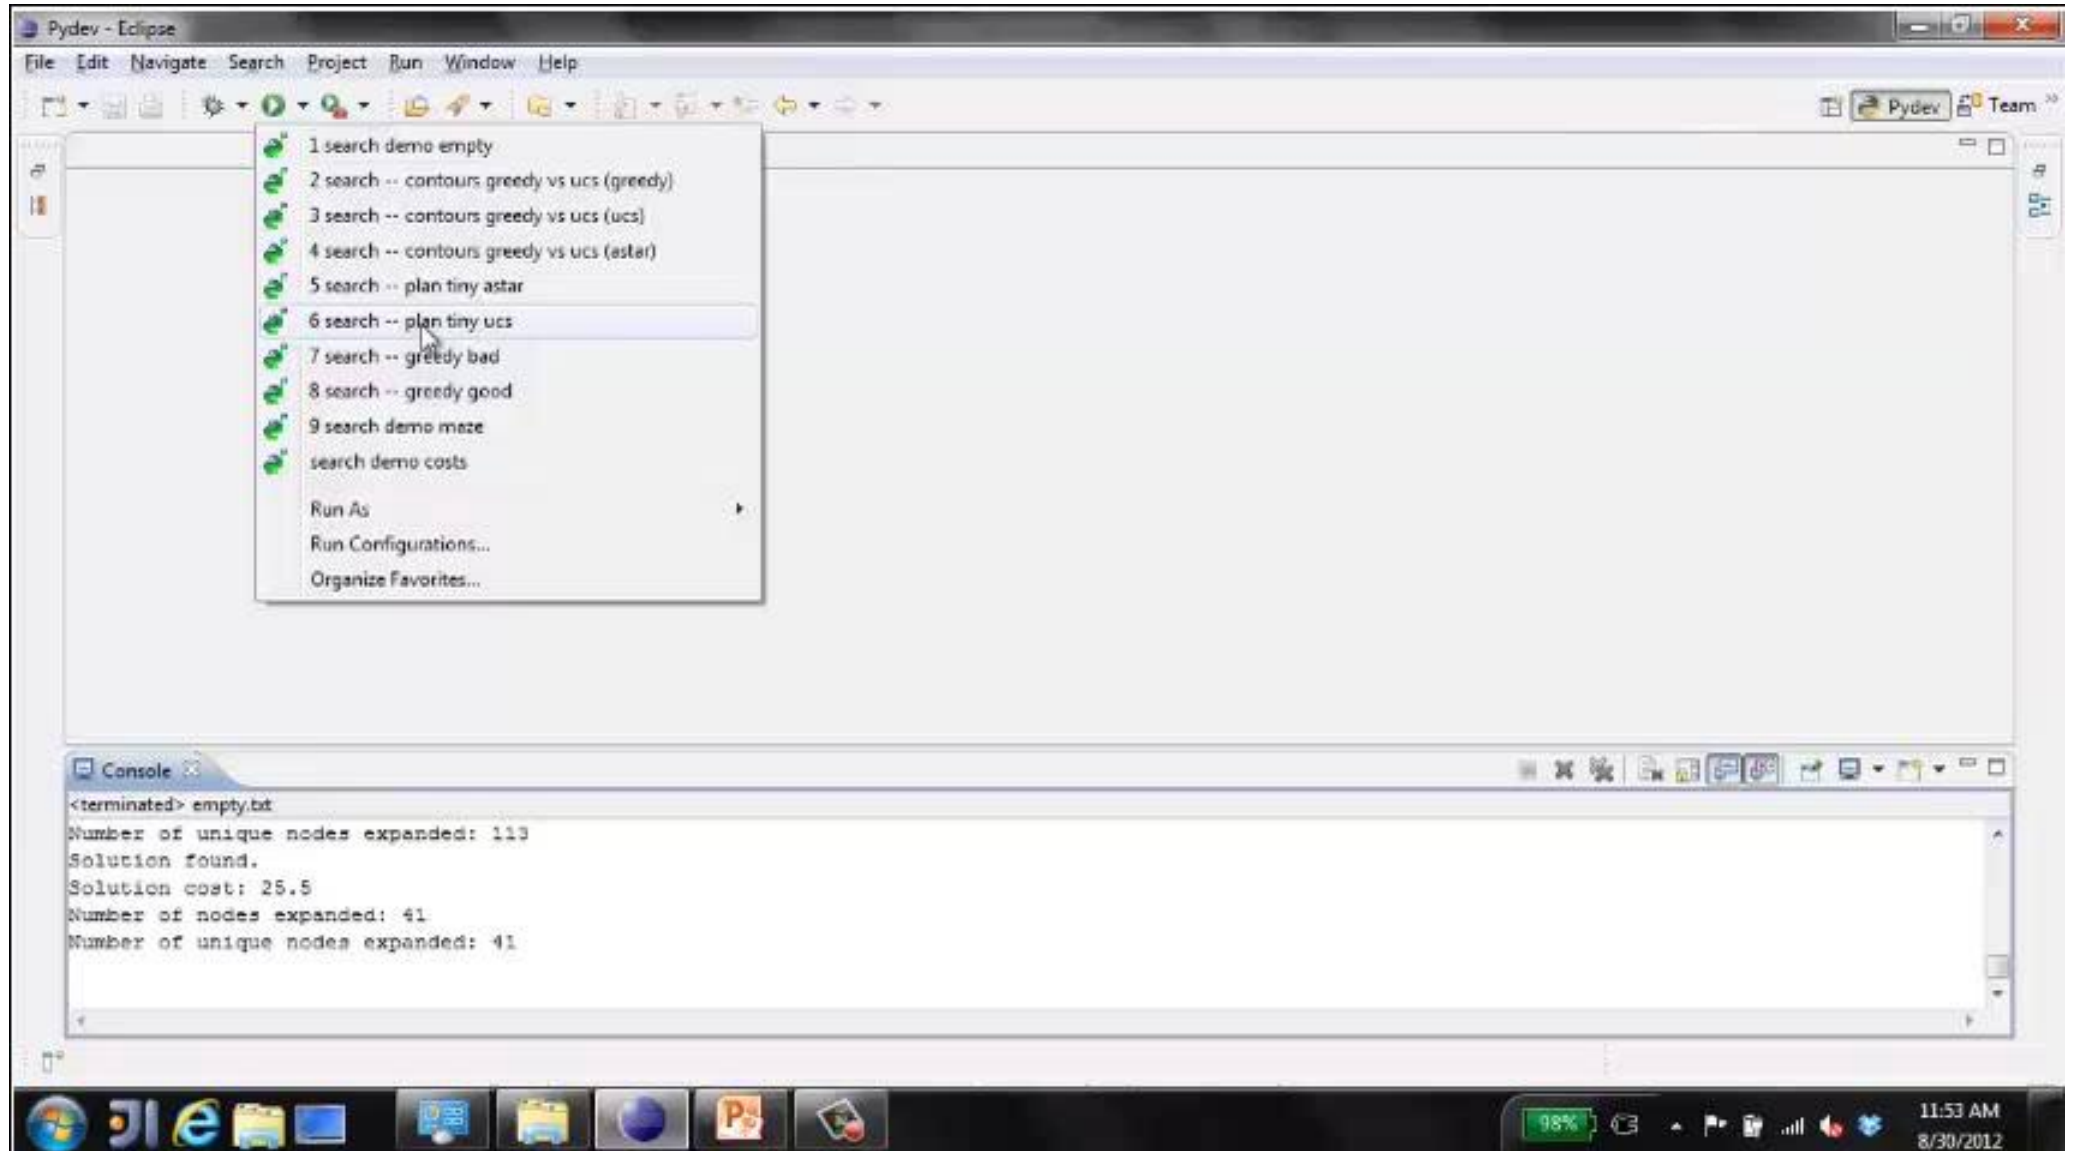 Pydev - Eclipse
File Edit Navigate Search Project Run Window Help
Pydev Team
1 search demo empty
2 search -- contours greedy vs ucs (greedy)
3 search -- contours greedy vs ucs (ucs)
4 search -- contours greedy vs ucs (astar)
5 search -- plan tiny astar
6 search -- plan tiny ucs
7 search -- greedy bad
8 search -- greedy good
9 search demo maze
search demo costs
Run As
Run Configurations...
Organize Favorites...
Console
<terminated> empty.txt
Number of unique nodes expanded: 113
Solution found.
Solution cost: 25.5
Number of nodes expanded: 41
Number of unique nodes expanded: 41
98%
11:53 AM
8/30/2012